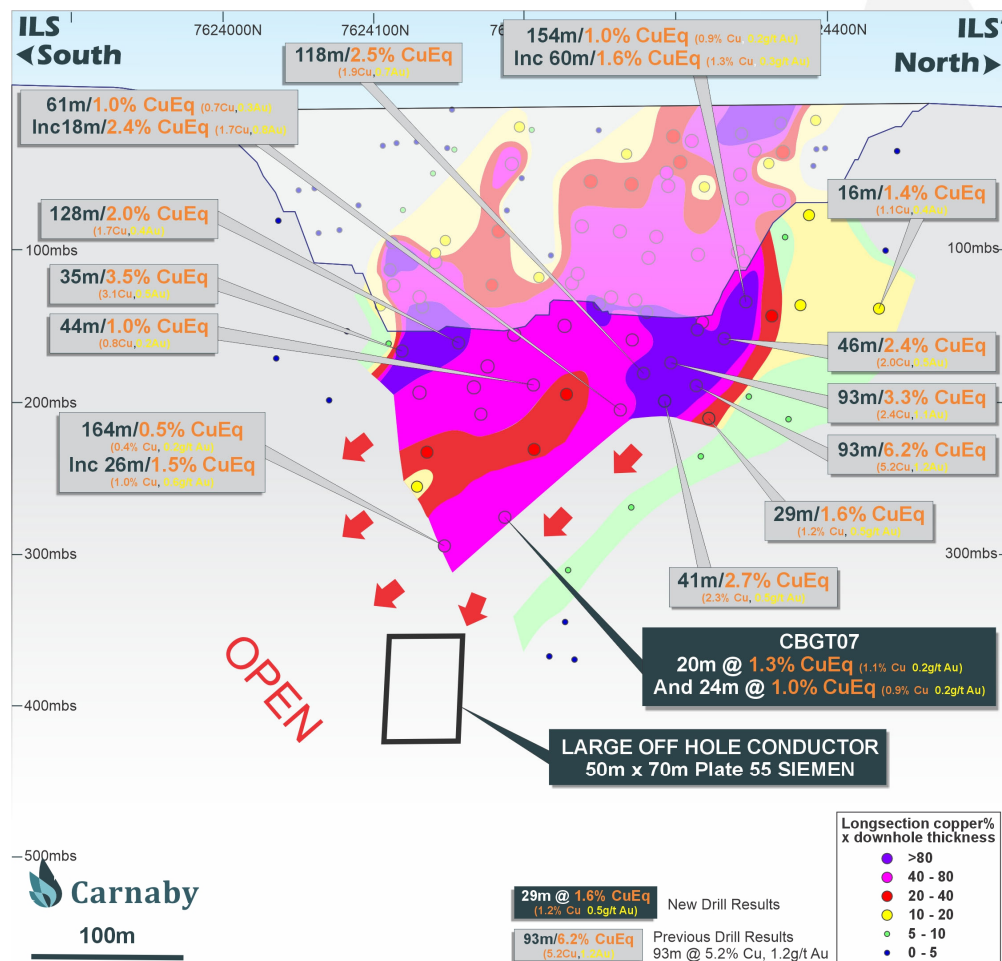 ILS
South
7624000N
7624100N
ILS
North
118m/2.5% CuEq
(1.9Cu,0.7Au)
154m/1.0% CuEq (0.9% Cu, 0.2g/t Au)
Inc 60m/1.6% CuEq (1.3% Cu, 0.3g/t Au)
61m/1.0% CuEq (0.7Cu,0.3Au)
Inc18m/2.4% CuEq (1.7Cu,0.8Au)
128m/2.0% CuEq
(1.7Cu,0.4Au)
16m/1.4% CuEq
(1.1Cu,0.4Au)
100mbs
100mbs
35m/3.5% CuEq
(3.1Cu,0.5Au)
44m/1.0% CuEq
(0.8Cu,0.2Au)
46m/2.4% CuEq
(2.0Cu,0.5Au)
93m/3.3% CuEq
(2.4Cu,1.1Au)
200mbs
164m/0.5% CuEq
(0.4% Cu, 0.2g/t Au)
Inc 26m/1.5% CuEq
(1.0% Cu, 0.6g/t Au)
93m/6.2% CuEq
(5.2Cu,1.2Au)
29m/1.6% CuEq
(1.2% Cu, 0.5g/t Au)
300mbs
300mbs
41m/2.7% CuEq
(2.3% Cu, 0.5g/t Au)
CBGT07
20m @ 1.3% CuEq (1.1% Cu 0.2g/t Au)
And 24m @ 1.0% CuEq (0.9% Cu 0.2g/t Au)
OPEN
400mbs
LARGE OFF HOLE CONDUCTOR
50m x 70m Plate 55 SIEMEN
500mbs
Carnaby
100m
29m @ 1.6% CuEq
(1.2% Cu 0.5g/t Au)
New Drill Results
93m/6.2% CuEq
(5.2Cu,1.2Au)
Previous Drill Results
93m @ 5.2% Cu, 1.2g/t Au
Longsection copper%
x downhole thickness
>80
40 - 80
20 - 40
10 - 20
5 - 10
0 - 5